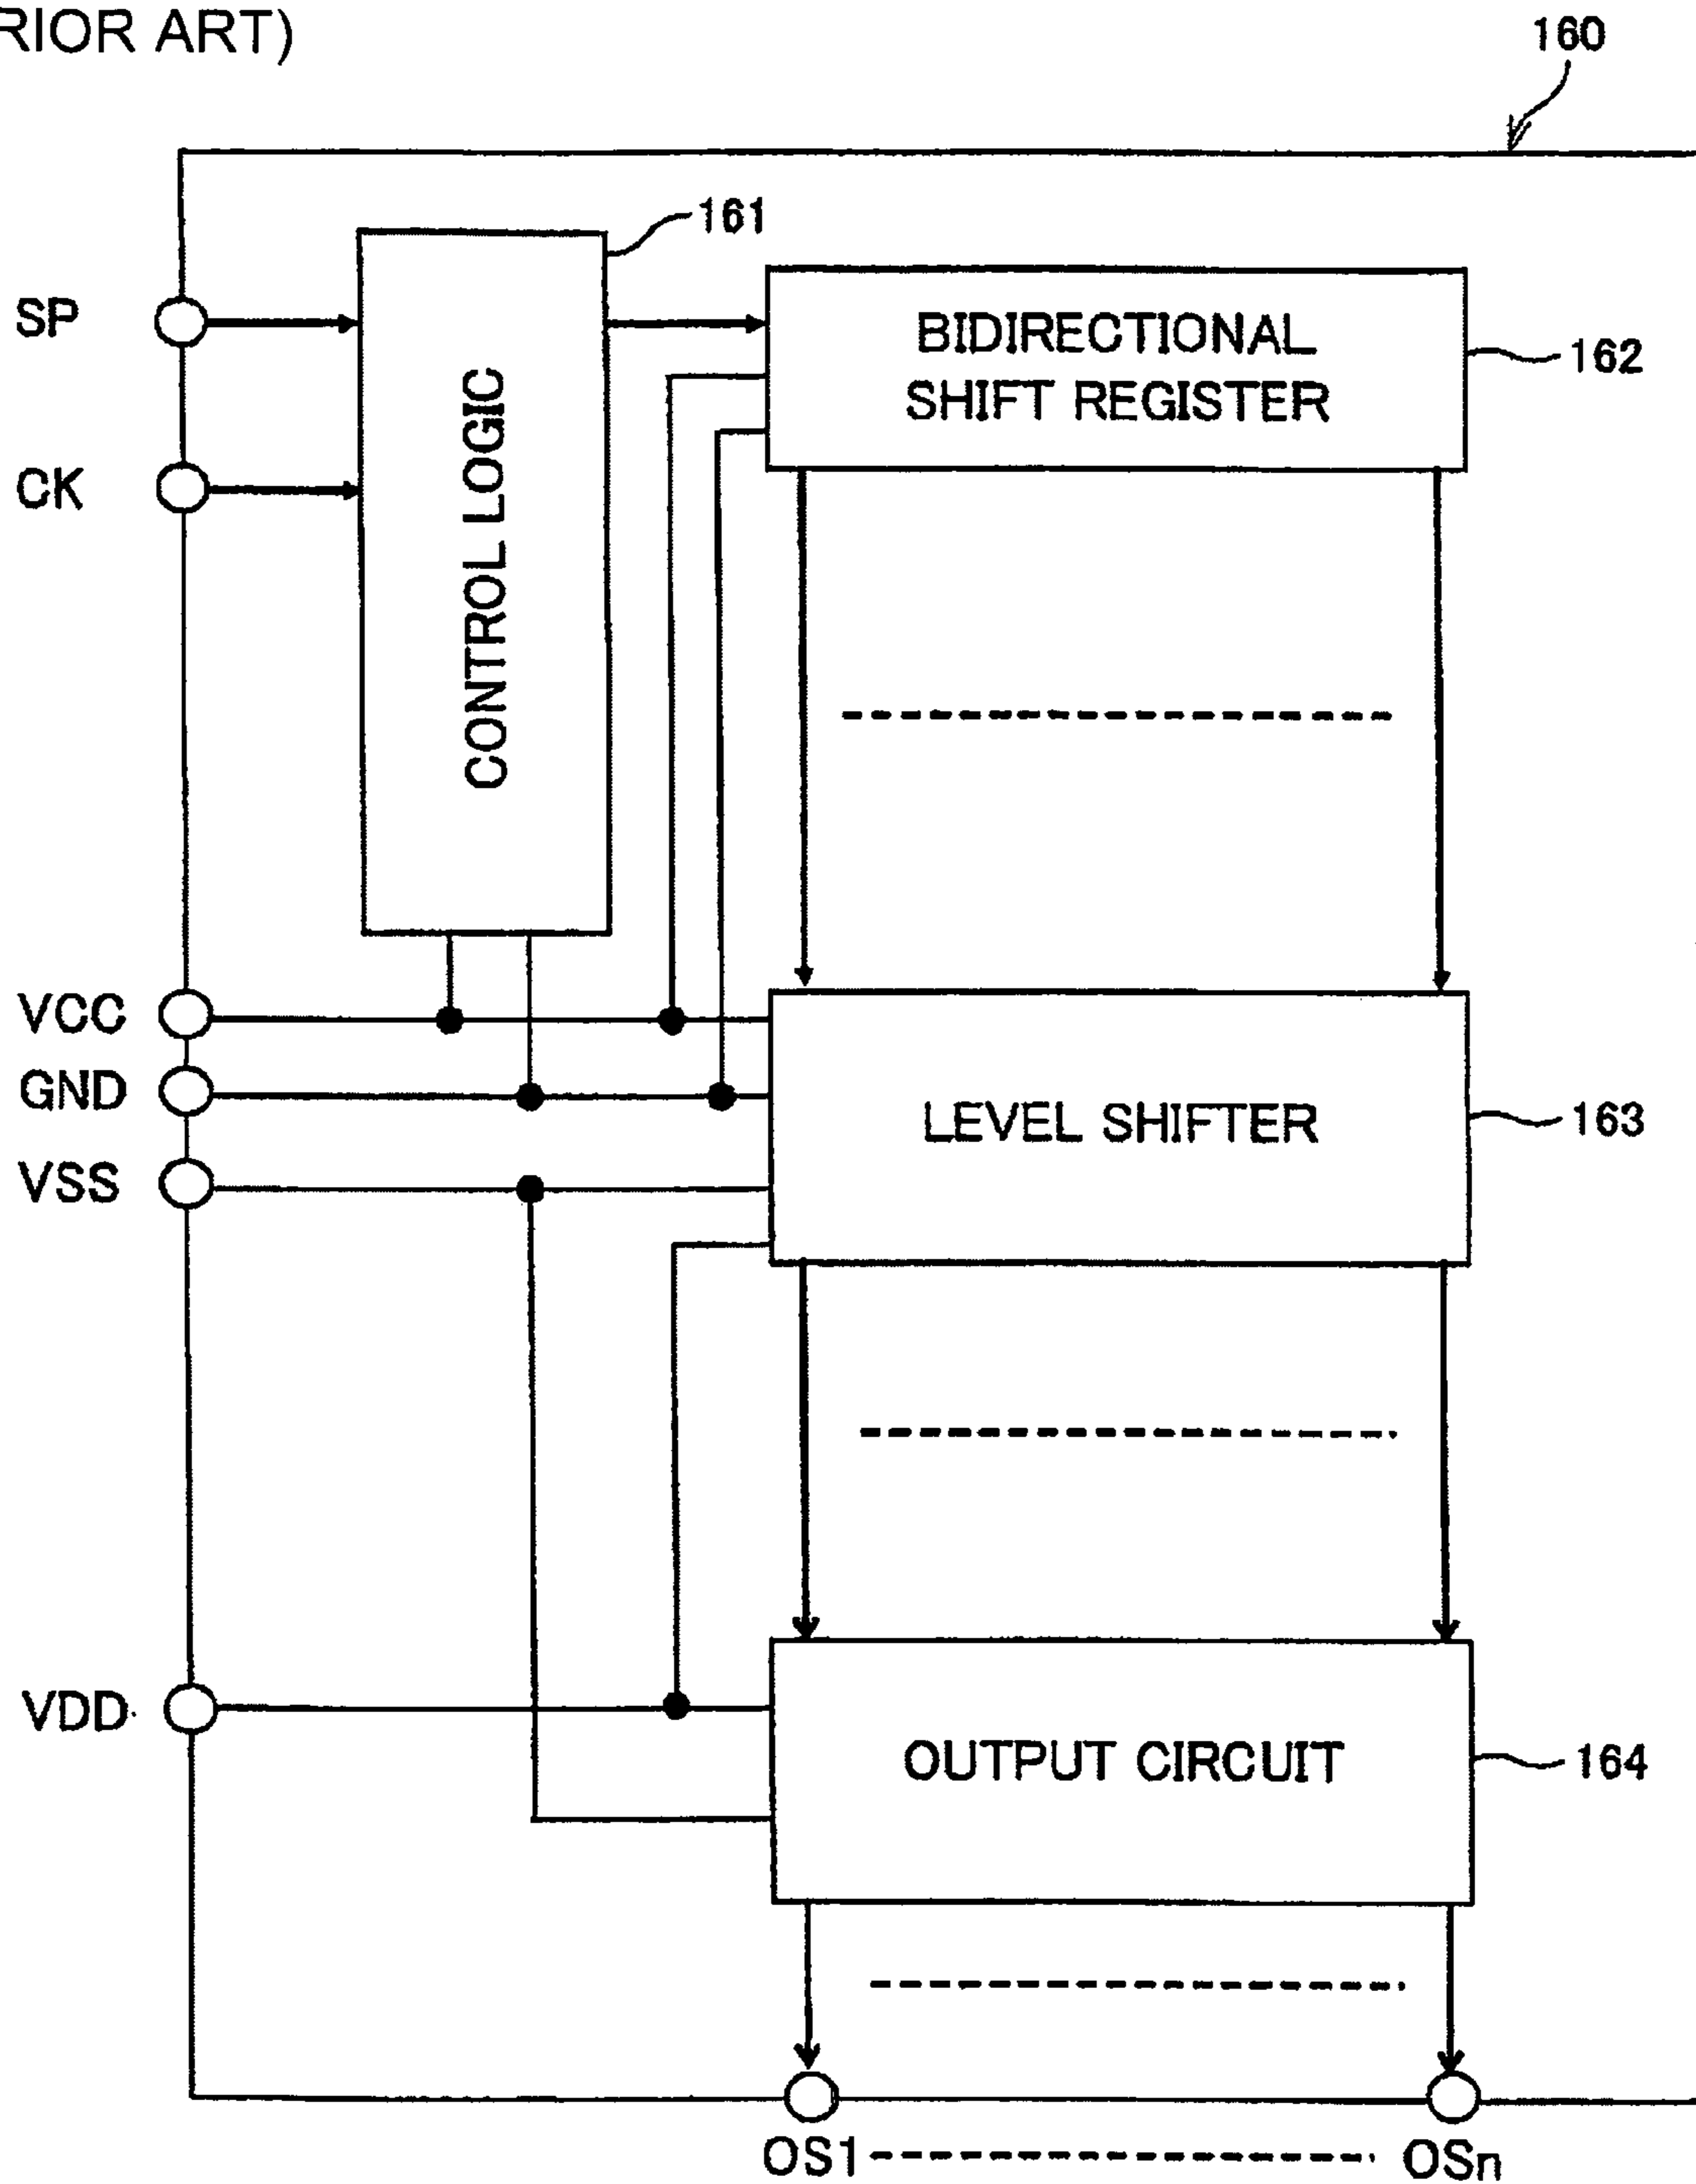 RIOR ART)
160
161
SP
BIDIRECTIONAL
SHIFT REGISTER
162
CK
CONTROL LOGIC
VCC
GND
VSS
LEVEL SHIFTER
163
VDD
OUTPUT CIRCUIT
164
OS1 OSn